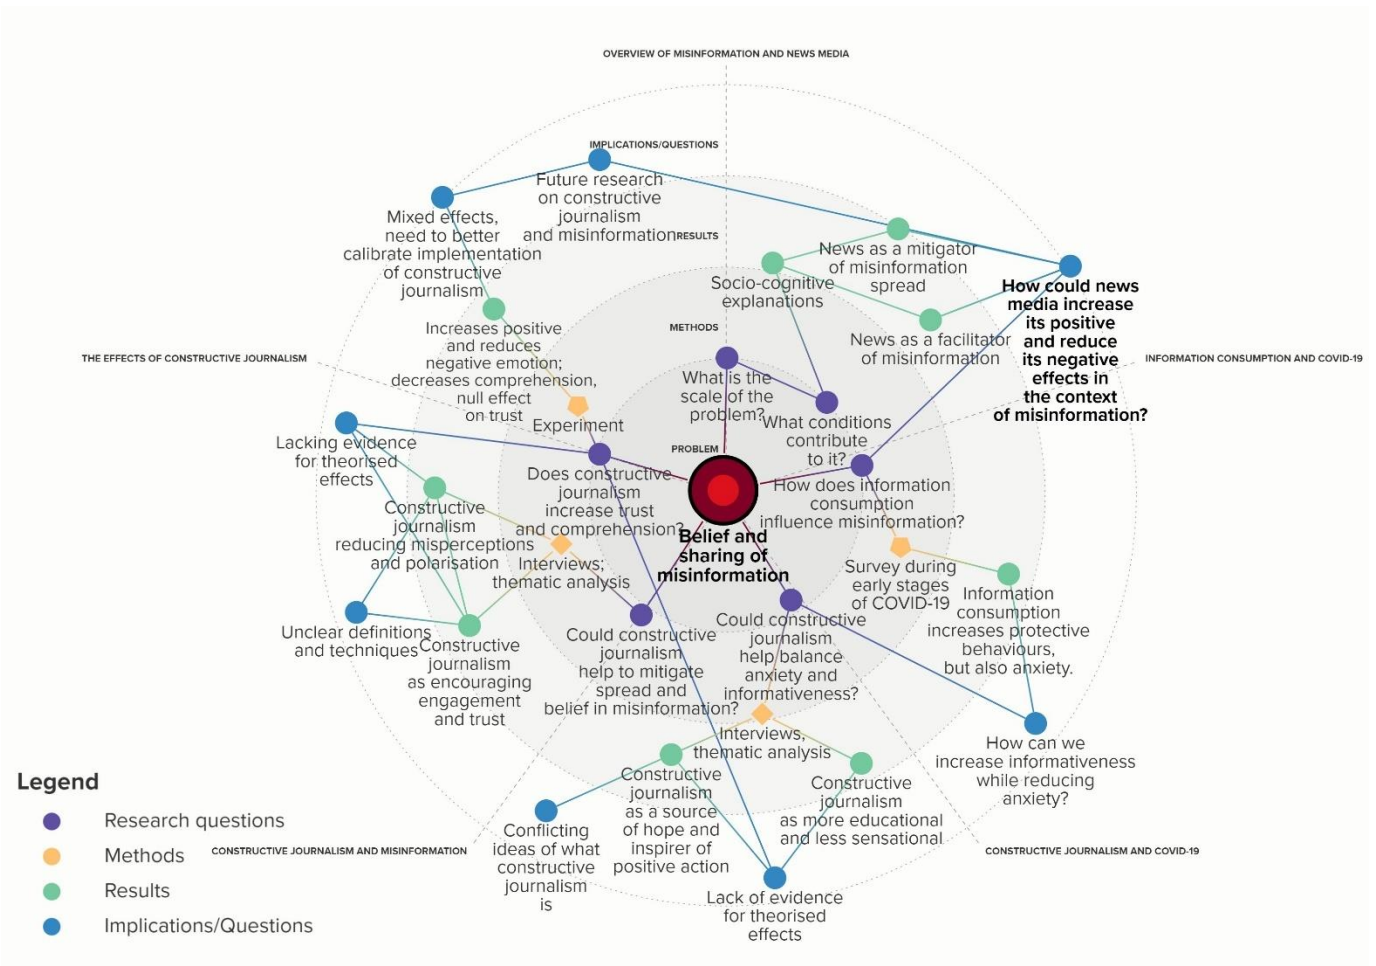 OVERVIEW OF MISINFORMATION AND NEWS MEDIA
IMPLICATIONS/QUESTIONS
Future research
on constructive
journalism
and misinformation
RESULTS
Mixed effects,
need to better
calibrate implementation
of constructive
journalism
News as a mitigator
of misinformation
spread
Socio-cognitive
explanations
How could news
media increase
its positive
and reduce
its negative
effects in
the context
of misinformation?
News as a facilitator
of misinformation
METHODS
Increases positive
and reduces
negative emotion;
decreases comprehension,
null effect
on trust
THE EFFECTS OF CONSTRUCTIVE JOURNALISM
INFORMATION CONSUMPTION AND COVID-19
What is the
scale of the
problem?
What conditions
contribute
to it?
Experiment
PROBLEM
Lacking evidence
for theorised
effects
Does constructive
journalism
increase trust
and comprehension?
How does information
consumption
influence misinformation?
Constructive
journalism
reducing misperceptions
and polarisation
Belief and
sharing of
misinformation
Interviews;
thematic analysis
Survey during
early stages
of COVID-19
Information
consumption
increases protective
behaviours,
but also anxiety.
Unclear definitions
and techniques
Constructive
journalism
as encouraging
engagement
and trust
Could constructive
journalism
help to mitigate
spread and
belief in misinformation?
Could constructive
journalism
help balance
anxiety and
informativeness?
Interviews,
thematic analysis
How can we
increase informativeness
while reducing
anxiety?
Constructive
journalism
as a source
of hope and
inspirer of
positive action
Constructive
journalism
as more educational
and less sensational
Conflicting
ideas of what
constructive
journalism
is
Lack of evidence
for theorised
effects
CONSTRUCTIVE JOURNALISM AND MISINFORMATION
CONSTRUCTIVE JOURNALISM AND COVID-19
Legend
Research questions
Methods
Results
Implications/Questions